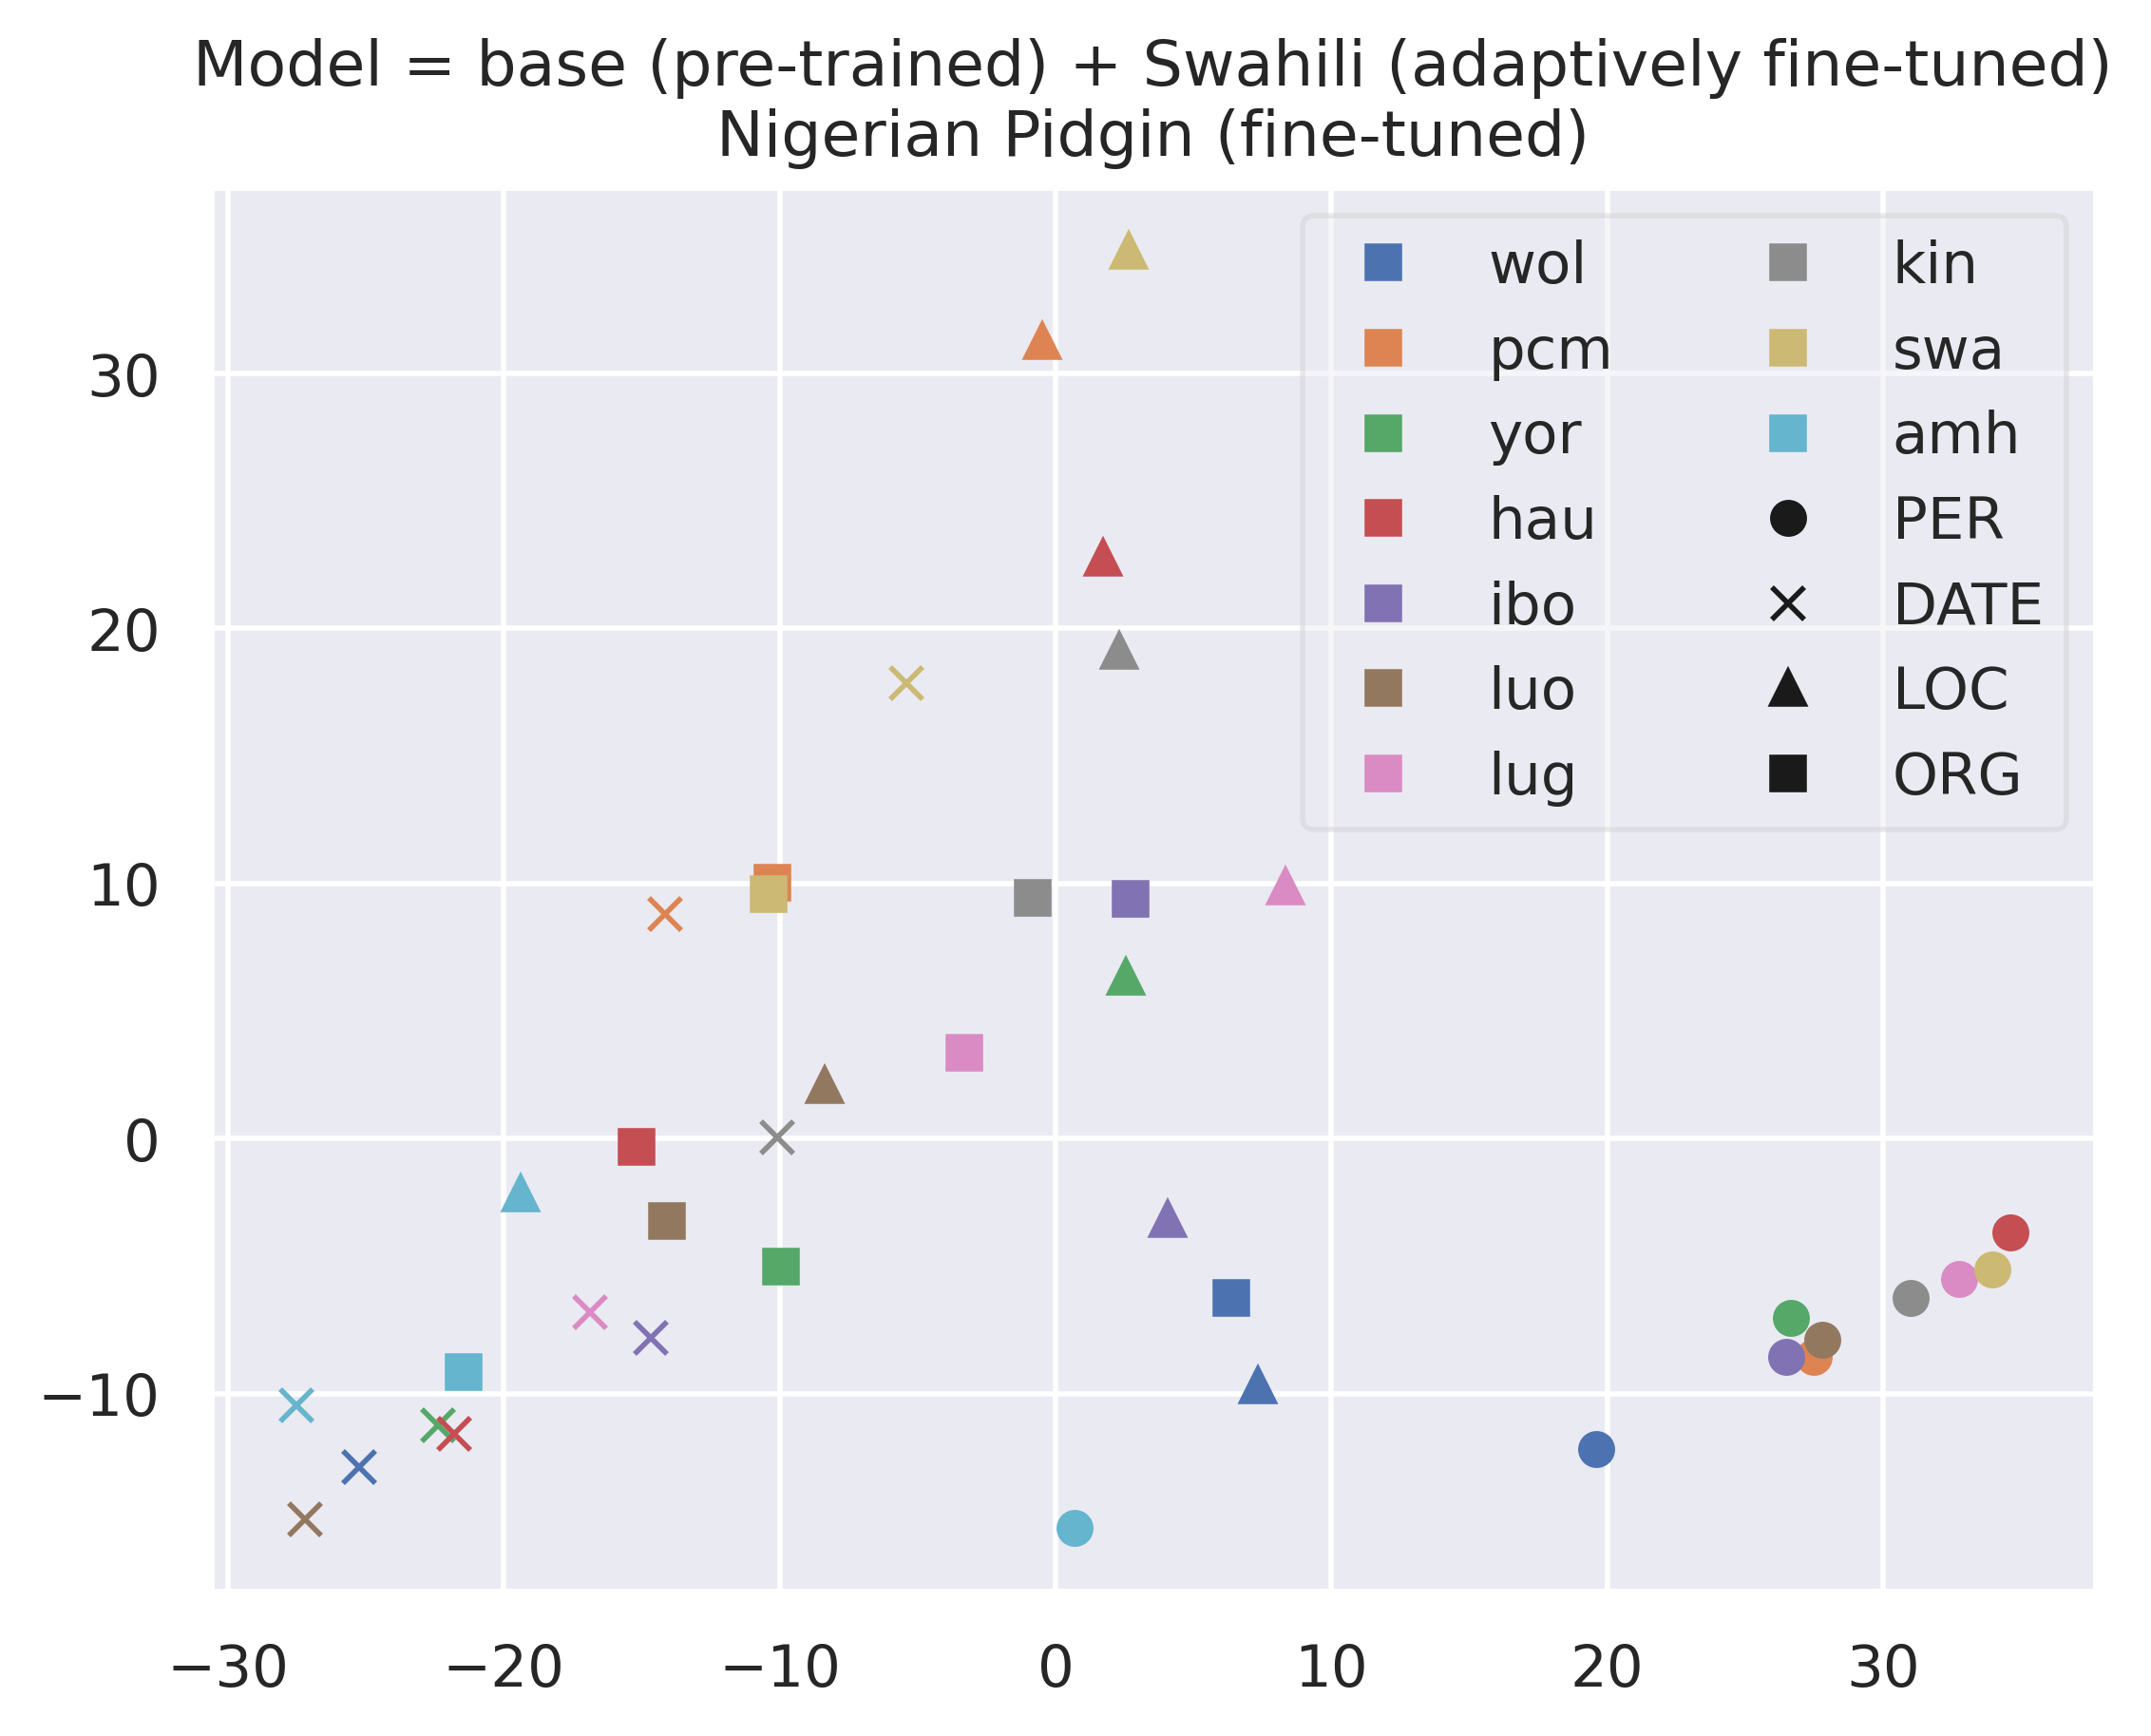 Model = base (pre-trained) + Swahili (adaptively fine-tuned)
Nigerian Pidgin (fine-tuned)
wol
pcm
yor
hau
ibo
luo
lug
kin
swa
amh
PER
DATE
LOC
ORG
30
20
10
0
−10
−30
−20
−10
0
10
20
30